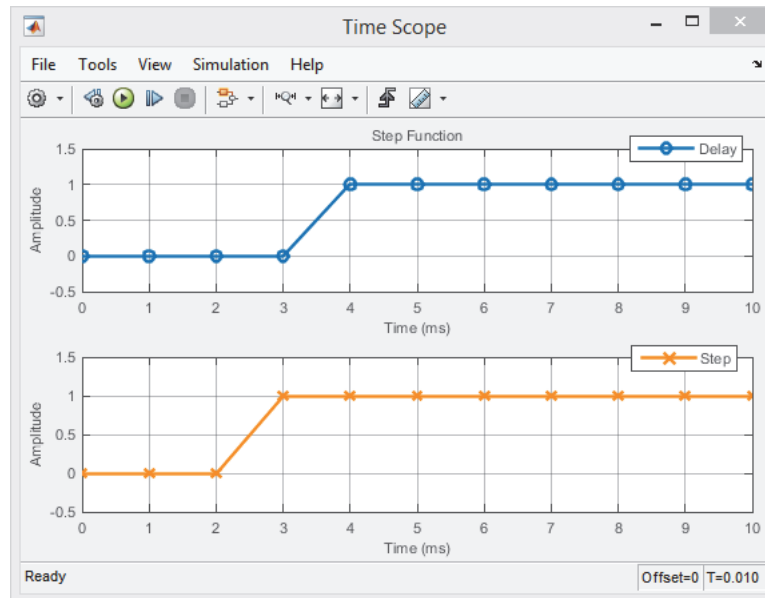 Time Scope
File Tools View Simulation Help
Step Function
Delay
1.5
1
0.5
0
-0.5
Amplitude
0 1 2 3 4 5 6 7 8 9 10
Time (ms)
Step
1.5
1
0.5
0
-0.5
Amplitude
0 1 2 3 4 5 6 7 8 9 10
Time (ms)
Ready Offset=0 T=0.010